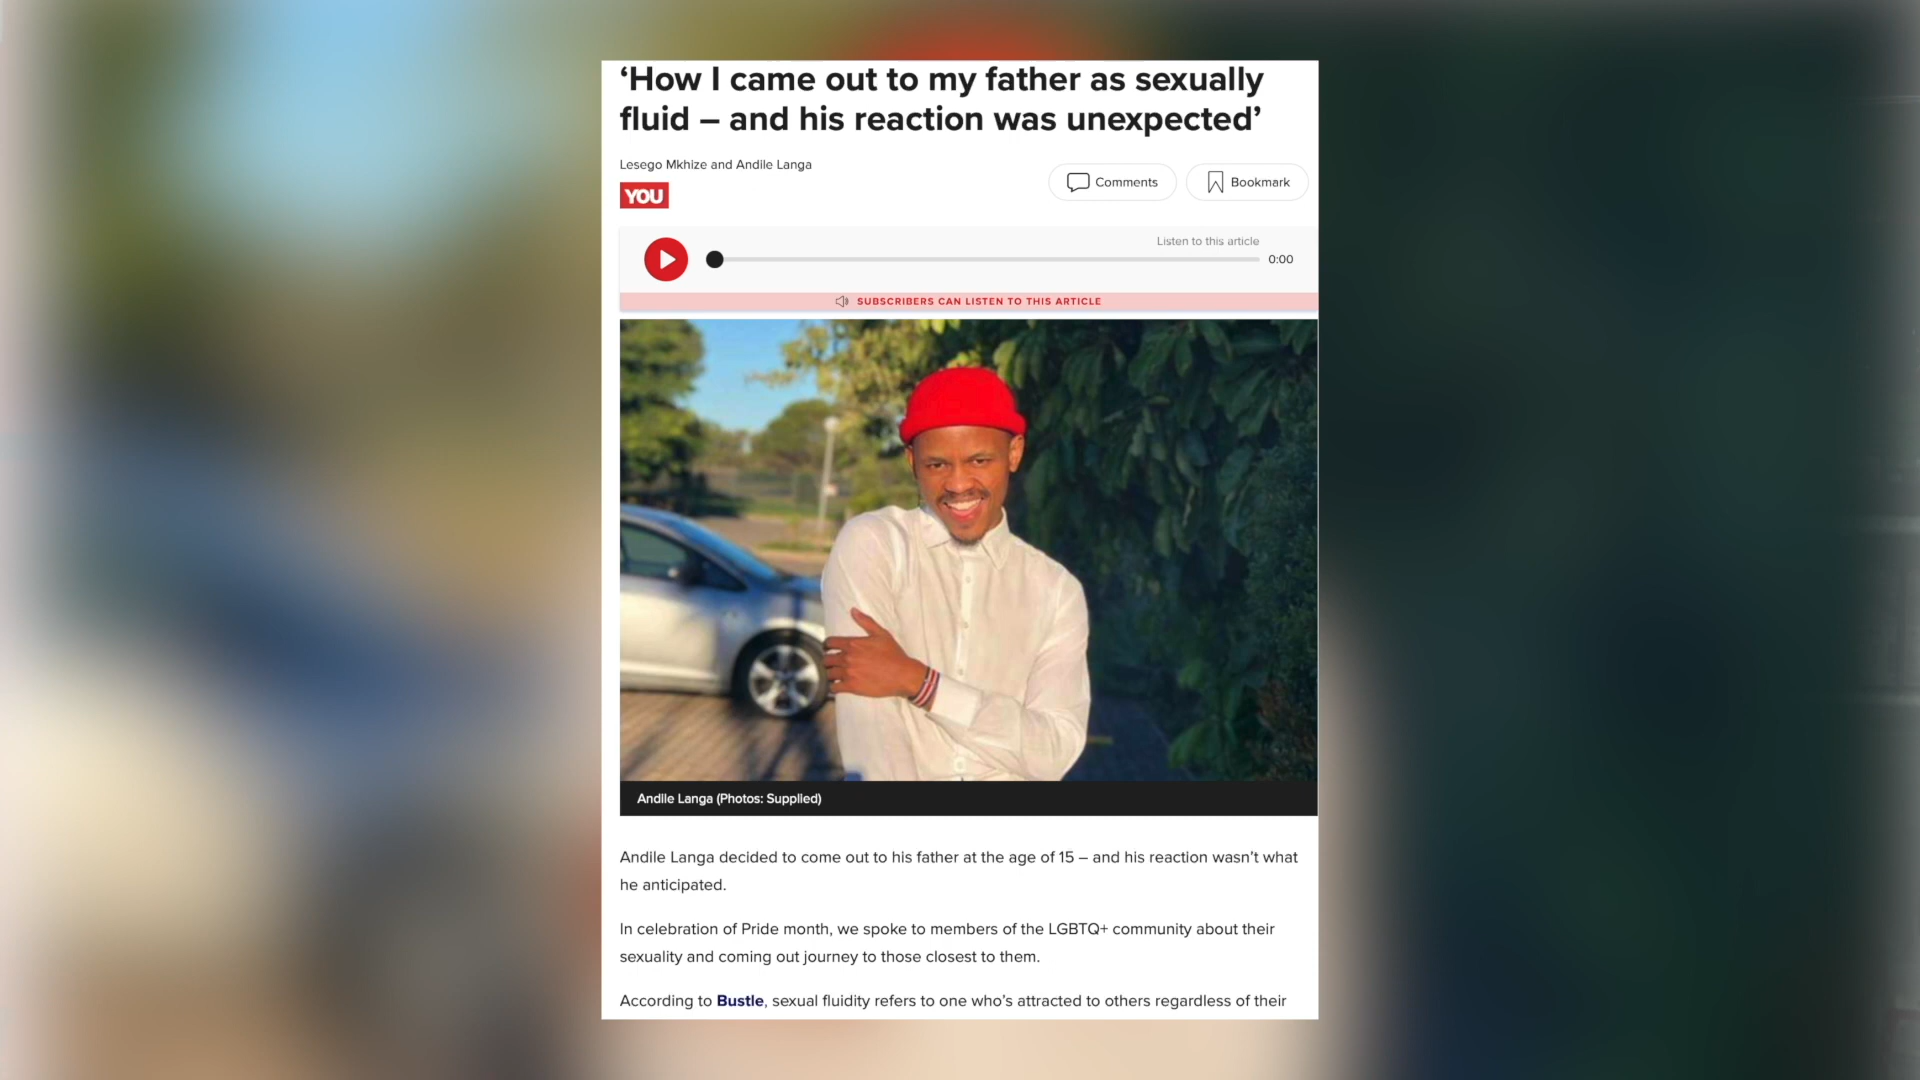 ‘How I came out to my father as sexually
fluid – and his reaction was unexpected’
Lesego Mkhize and Andile Langa
YOU
Comments
Bookmark
Listen to this article
0:00
SUBSCRIBERS CAN LISTEN TO THIS ARTICLE
Andile Langa (Photos: Supplied)
Andile Langa decided to come out to his father at the age of 15 – and his reaction wasn’t what
he anticipated.
In celebration of Pride month, we spoke to members of the LGBTQ+ community about their
sexuality and coming out journey to those closest to them.
According to Bustle, sexual fluidity refers to one who’s attracted to others regardless of their